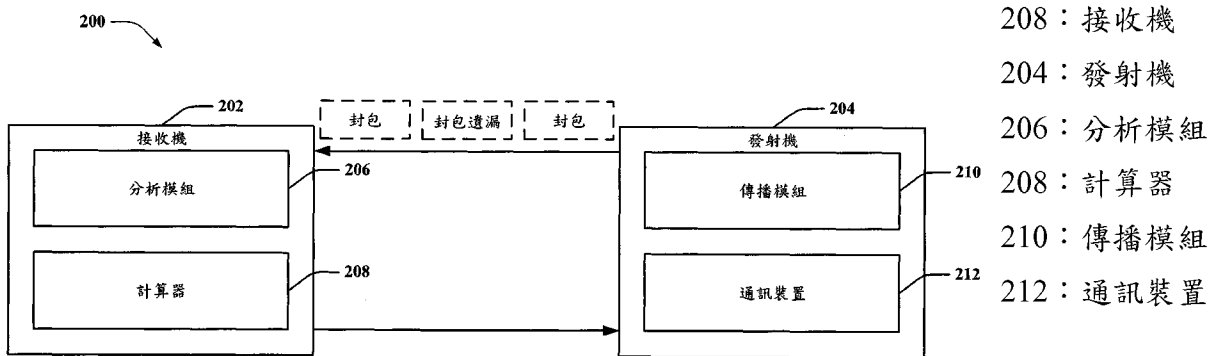 200
202
接收機
分析模組
206
計算器
208
封包
封包遺漏
封包
204
發射機
傳播模組
210
通訊裝置
212
208：接收機
204：發射機
206：分析模組
208：計算器
210：傳播模組
212：通訊裝置